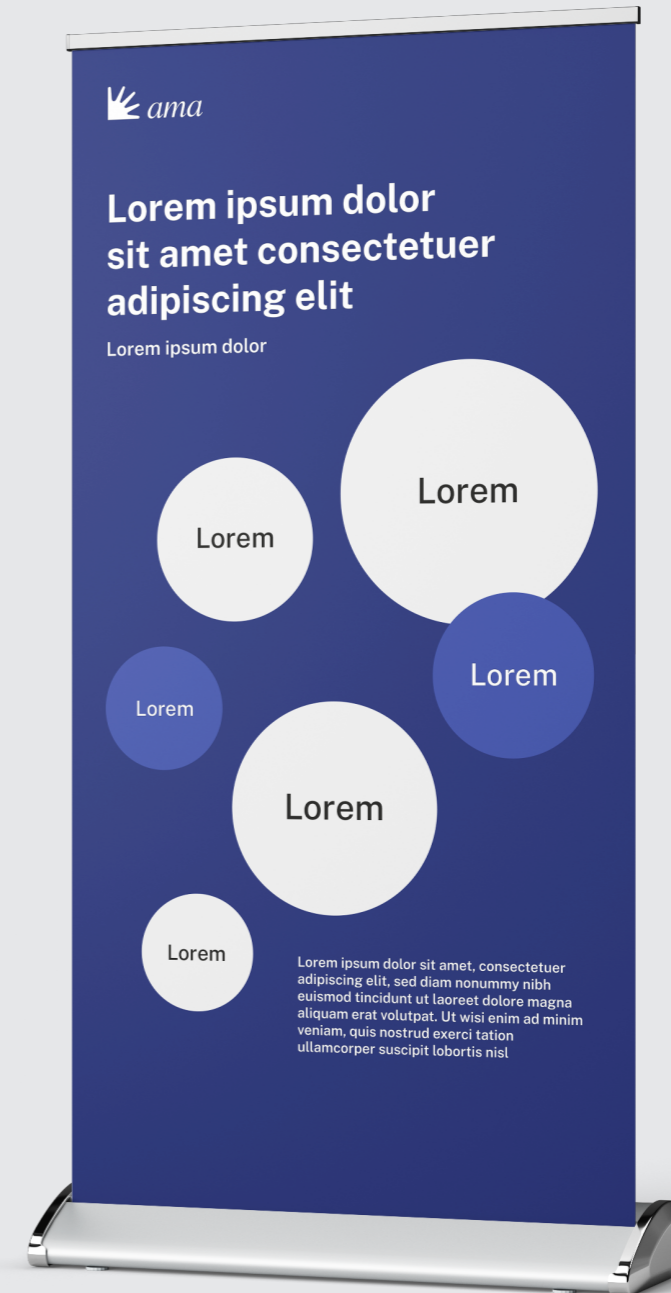 ama
Lorem ipsum dolor
sit amet consectetuer
adipiscing elit
Lorem ipsum dolor
Lorem
Lorem
Lorem
Lorem
Lorem
Lorem
Lorem ipsum dolor sit amet, consectetuer
adipiscing elit, sed diam nonummy nibh
euismod tincidunt ut laoreet dolore magna
aliquam erat volutpat. Ut wisi enim ad minim
veniam, quis nostrud exerci tation
ullamcorper suscipit lobortis nisl